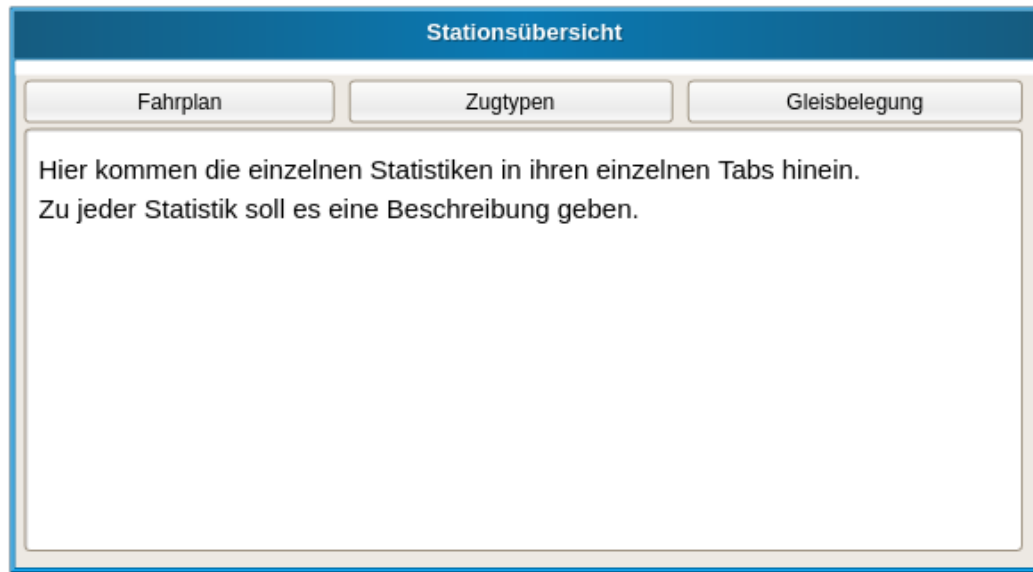 Stationsübersicht
Fahrplan Zugtypen Gleisbelegung
Hier kommen die einzelnen Statistiken in ihren einzelnen Tabs hinein.
Zu jeder Statistik soll es eine Beschreibung geben.